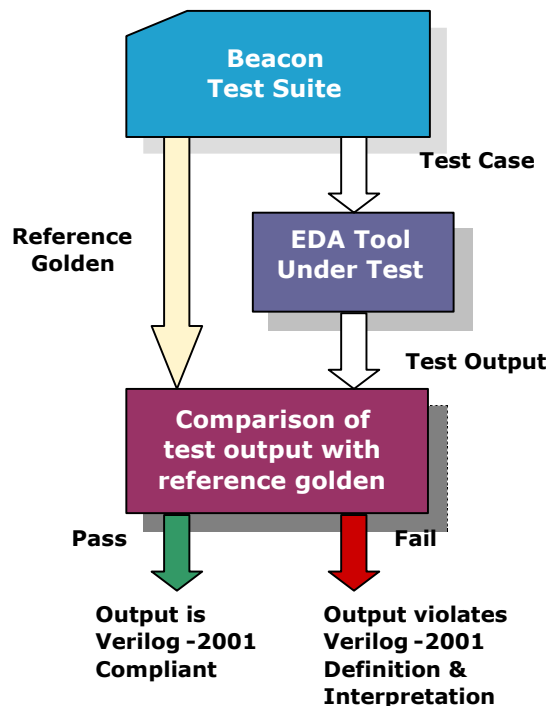 Beacon
Test Suite
Test Case
Reference
Golden
EDA Tool
Under Test
Test Output
Comparison of
test output with
reference golden
Pass
Fail
Output is
Verilog -2001
Compliant
Output violates
Verilog -2001
Definition &
Interpretation